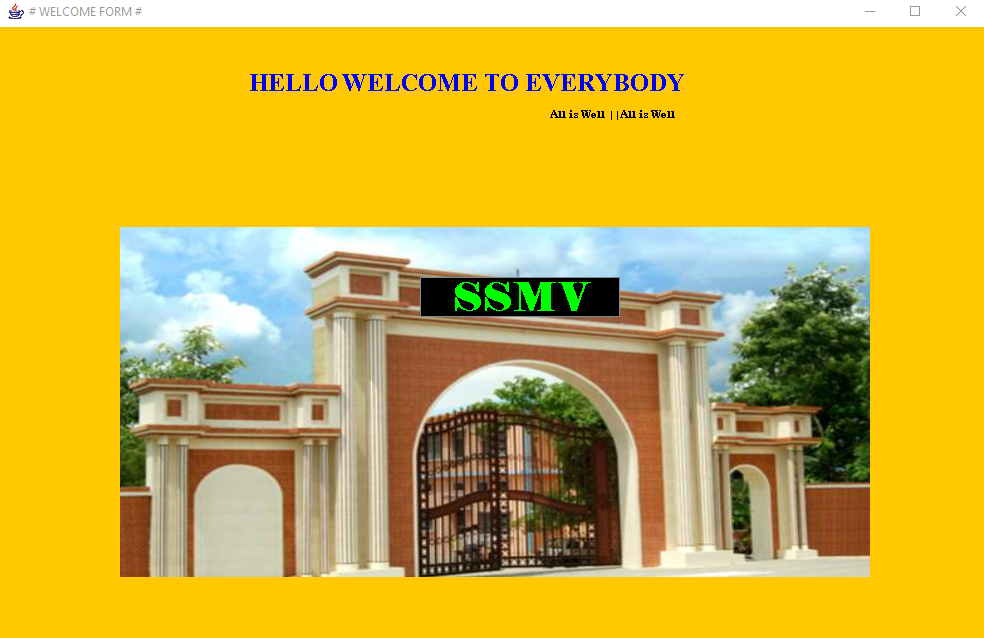 # WELCOME FORM #
HELLO WELCOME TO EVERYBODY
All is Well ||All is Well
SSMV